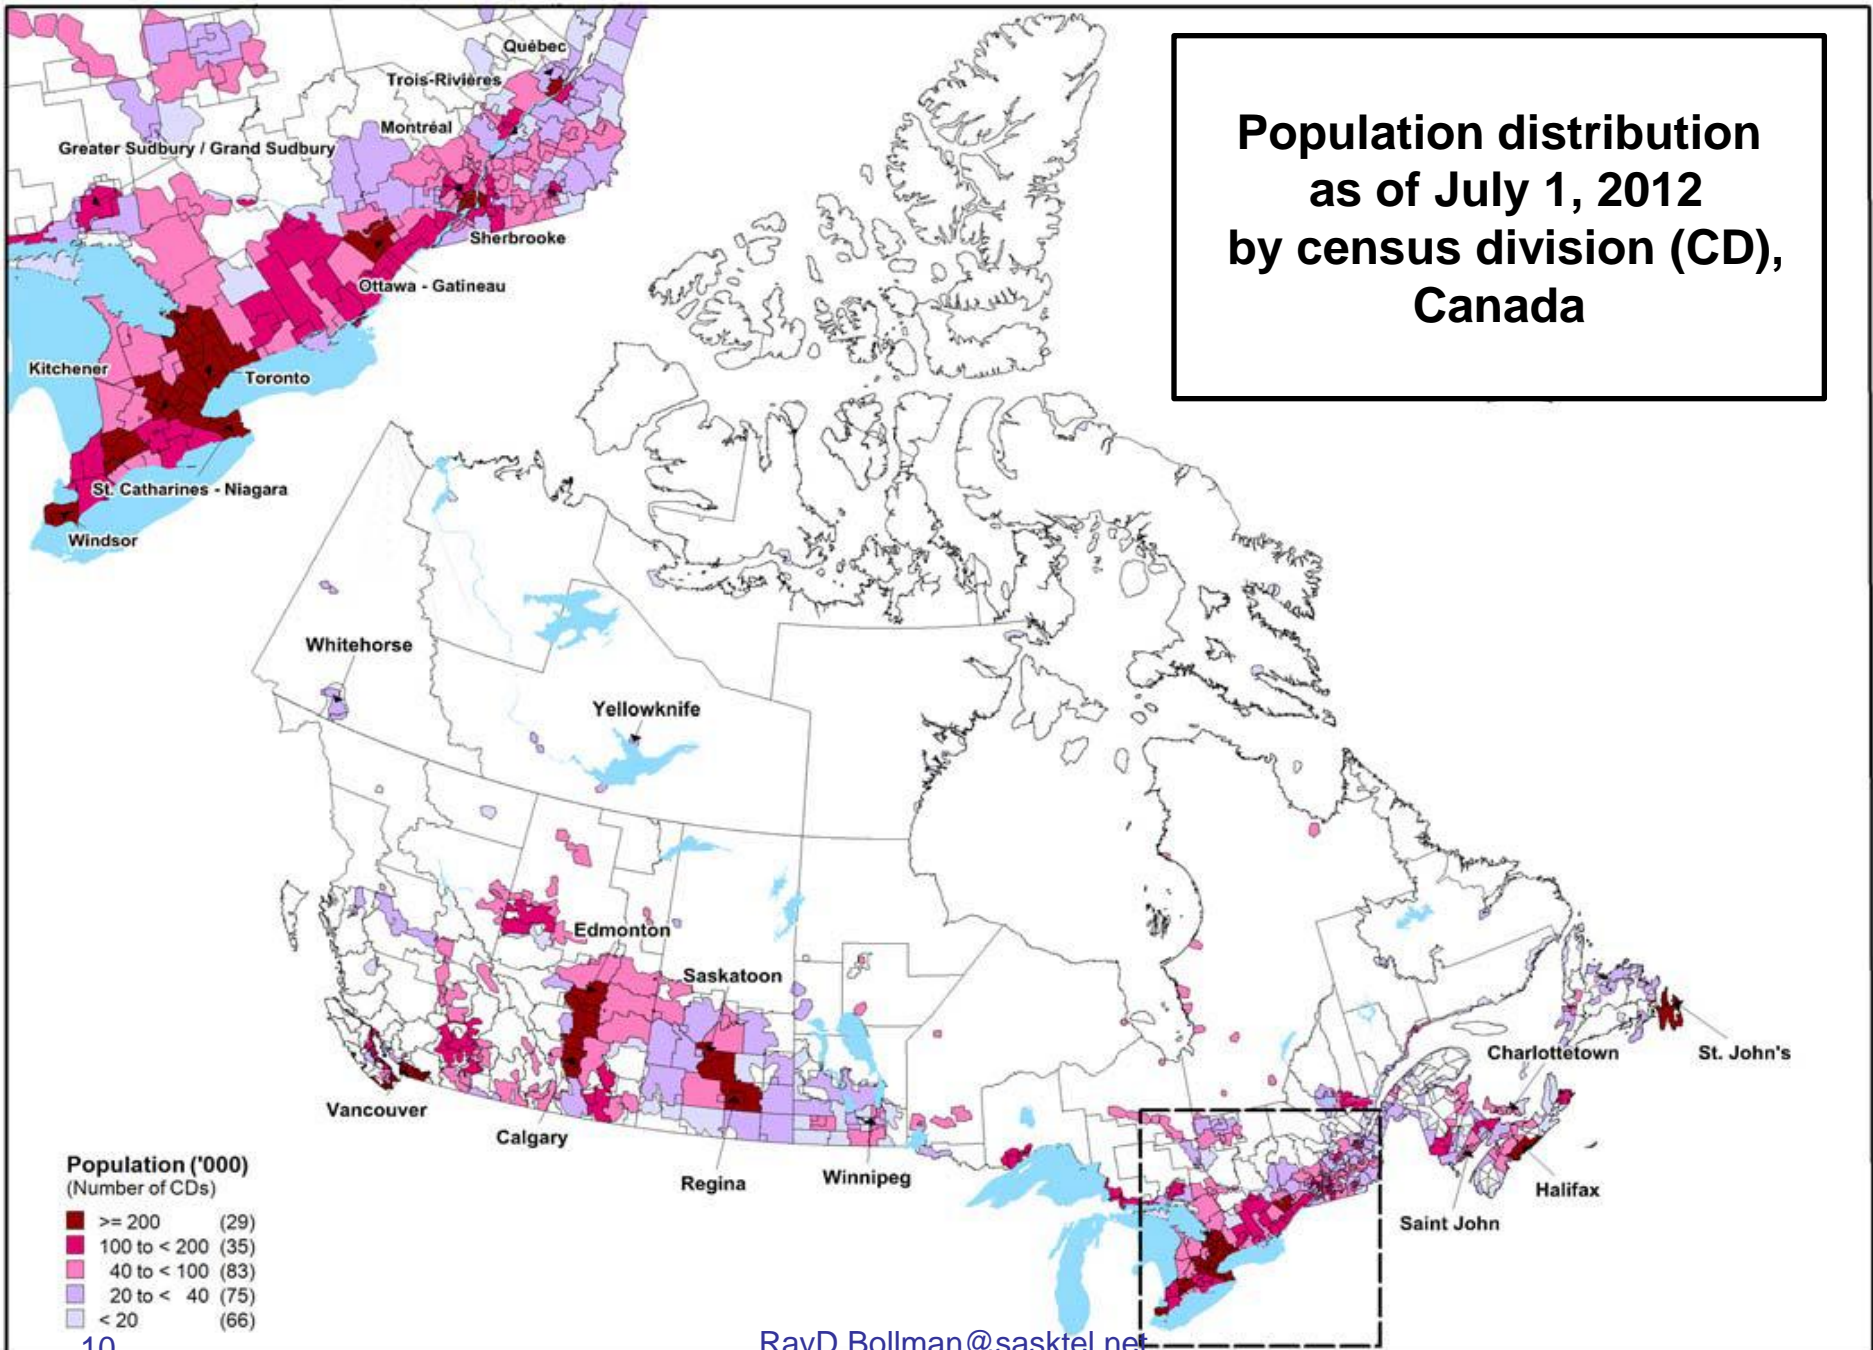 Population distribution
as of July 1, 2012
by census division (CD),
Canada
Québec
Trois-Rivières
Montréal
Greater Sudbury / Grand Sudbury
Sherbrooke
Ottawa - Gatineau
Kitchener
Toronto
St. Catharines - Niagara
Windsor
Whitehorse
Yellowknife
Edmonton
Saskatoon
Charlottetown
St. John's
Vancouver
Calgary
Regina
Winnipeg
Halifax
Saint John
Population ('000)
(Number of CDs)
>= 200 (29)
100 to < 200 (35)
40 to < 100 (83)
20 to < 40 (75)
< 20 (66)
10
RayD.Bollman@sasktel.net